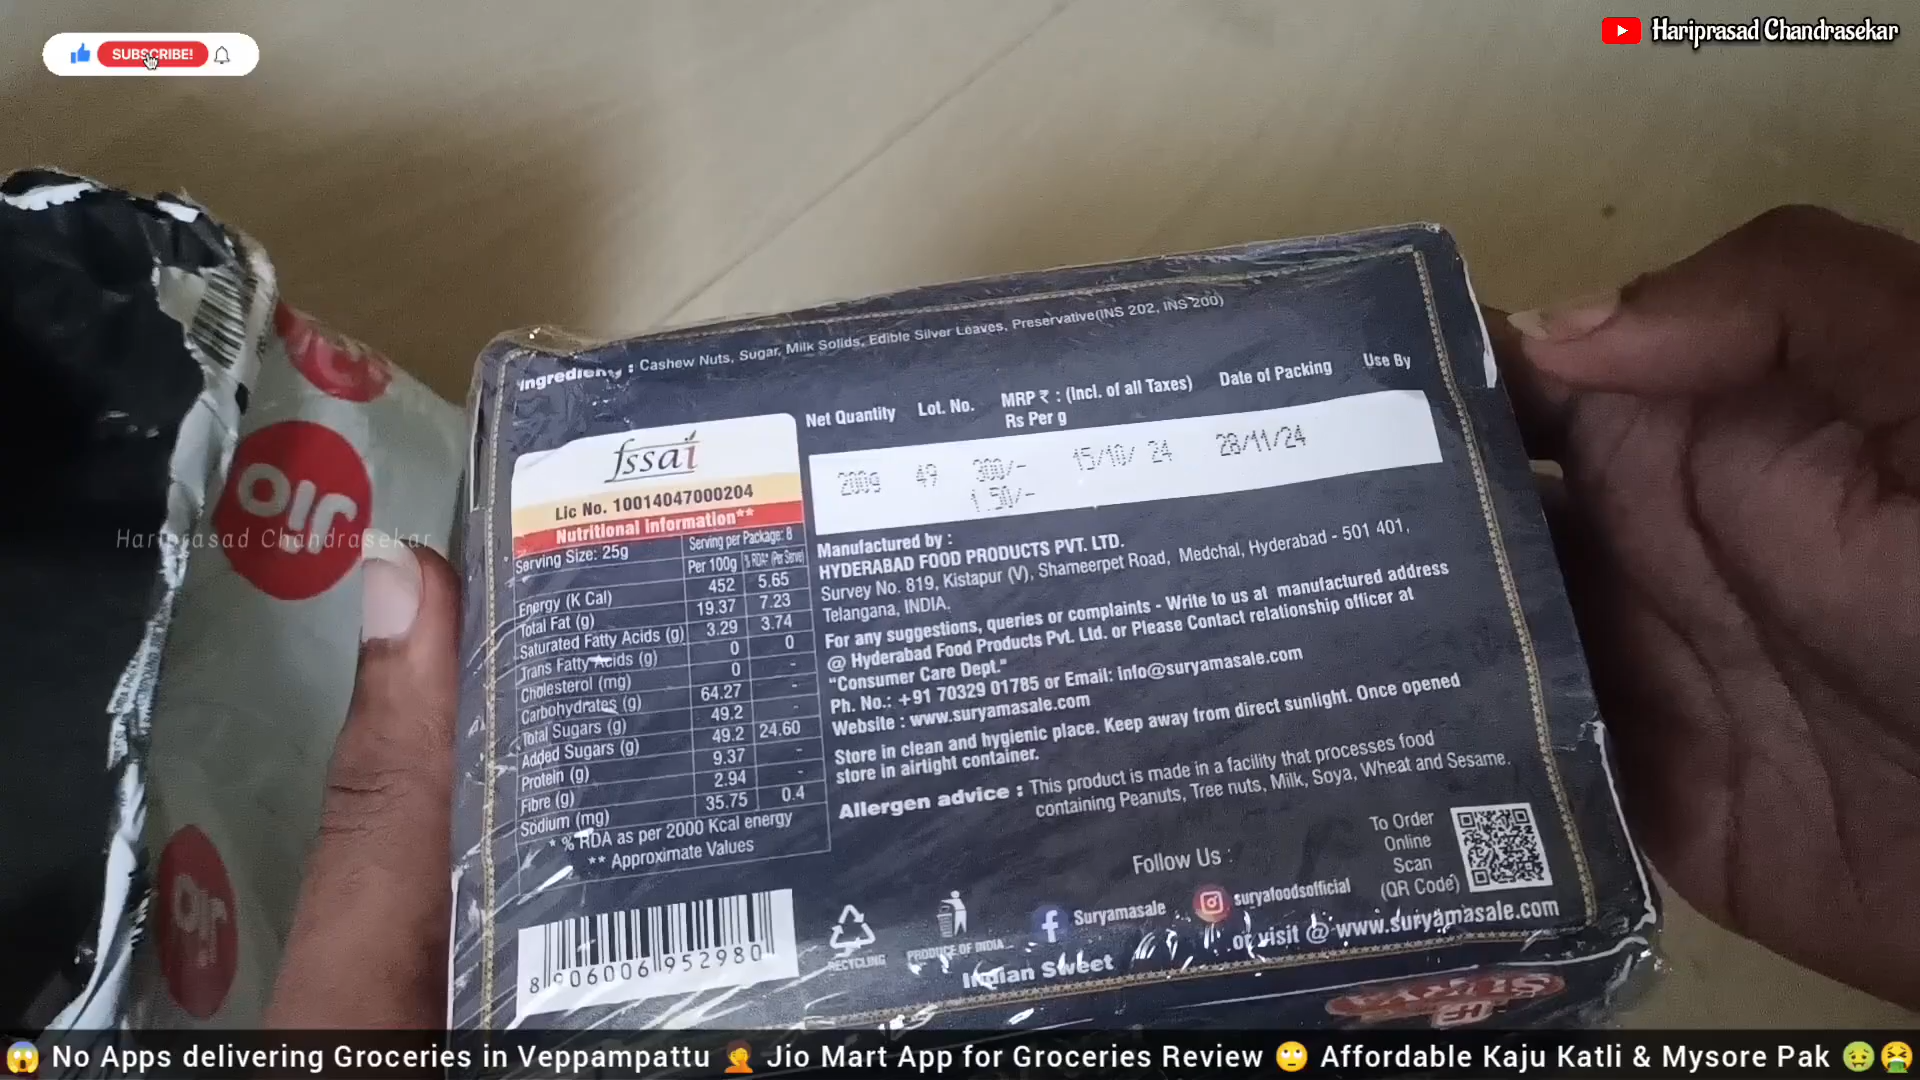 SUBSCRIBE!
Hariprasad Chandrasekar
Ingredients : Cashew Nuts, Sugar, Milk Solids, Edible Silver Leaves, Preservative(INS 202, INS 200)
Net Quantity Lot. No. MRP ₹ : (Incl. of all Taxes) Date of Packing Use By
Rs Per g
200g 49 300/- 15/10/ 24 28/11/24
1.50/-
fssai
Lic No. 10014047000204
Nutritional Information**
Serving Size: 25g Serving per Package: 8
Per 100g % RDA* (Per Serve)
Energy (K Cal) 452 5.65
Total Fat (g) 19.37 7.23
Saturated Fatty Acids (g) 3.29 3.74
Trans Fatty Acids (g) 0 0
Cholesterol (mg) 0 -
Carbohydrates (g) 64.27 -
Total Sugars (g) 49.2 -
Added Sugars (g) 49.2 24.60
Protein (g) 9.37 -
Fibre (g) 2.94 -
Sodium (mg) 35.75 0.4
* % RDA as per 2000 Kcal energy
** Approximate Values
Manufactured by :
HYDERABAD FOOD PRODUCTS PVT. LTD.
Survey No. 819, Kistapur (V), Shameerpet Road, Medchal, Hyderabad - 501 401,
Telangana, INDIA.
For any suggestions, queries or complaints - Write to us at manufactured address
@ Hyderabad Food Products Pvt. Ltd. or Please Contact relationship officer at
"Consumer Care Dept."
Ph. No.: +91 70329 01785 or Email: info@suryamasale.com
Website : www.suryamasale.com
Store in clean and hygienic place. Keep away from direct sunlight. Once opened
store in airtight container.
Allergen advice : This product is made in a facility that processes food
containing Peanuts, Tree nuts, Milk, Soya, Wheat and Sesame.
To Order
Online
Scan
(QR Code)
Follow Us :
Suryamasale suryafoodsofficial
or visit @ www.suryamasale.com
8 906006 952980
RECYCLING
PRODUCE OF INDIA
Indian Sweet
SURYA
Jio
Jio
Hariprasad Chandrasekar
😱 No Apps delivering Groceries in Veppampattu 🤦 Jio Mart App for Groceries Review 🙄 Affordable Kaju Katli & Mysore Pak 🤢🤮